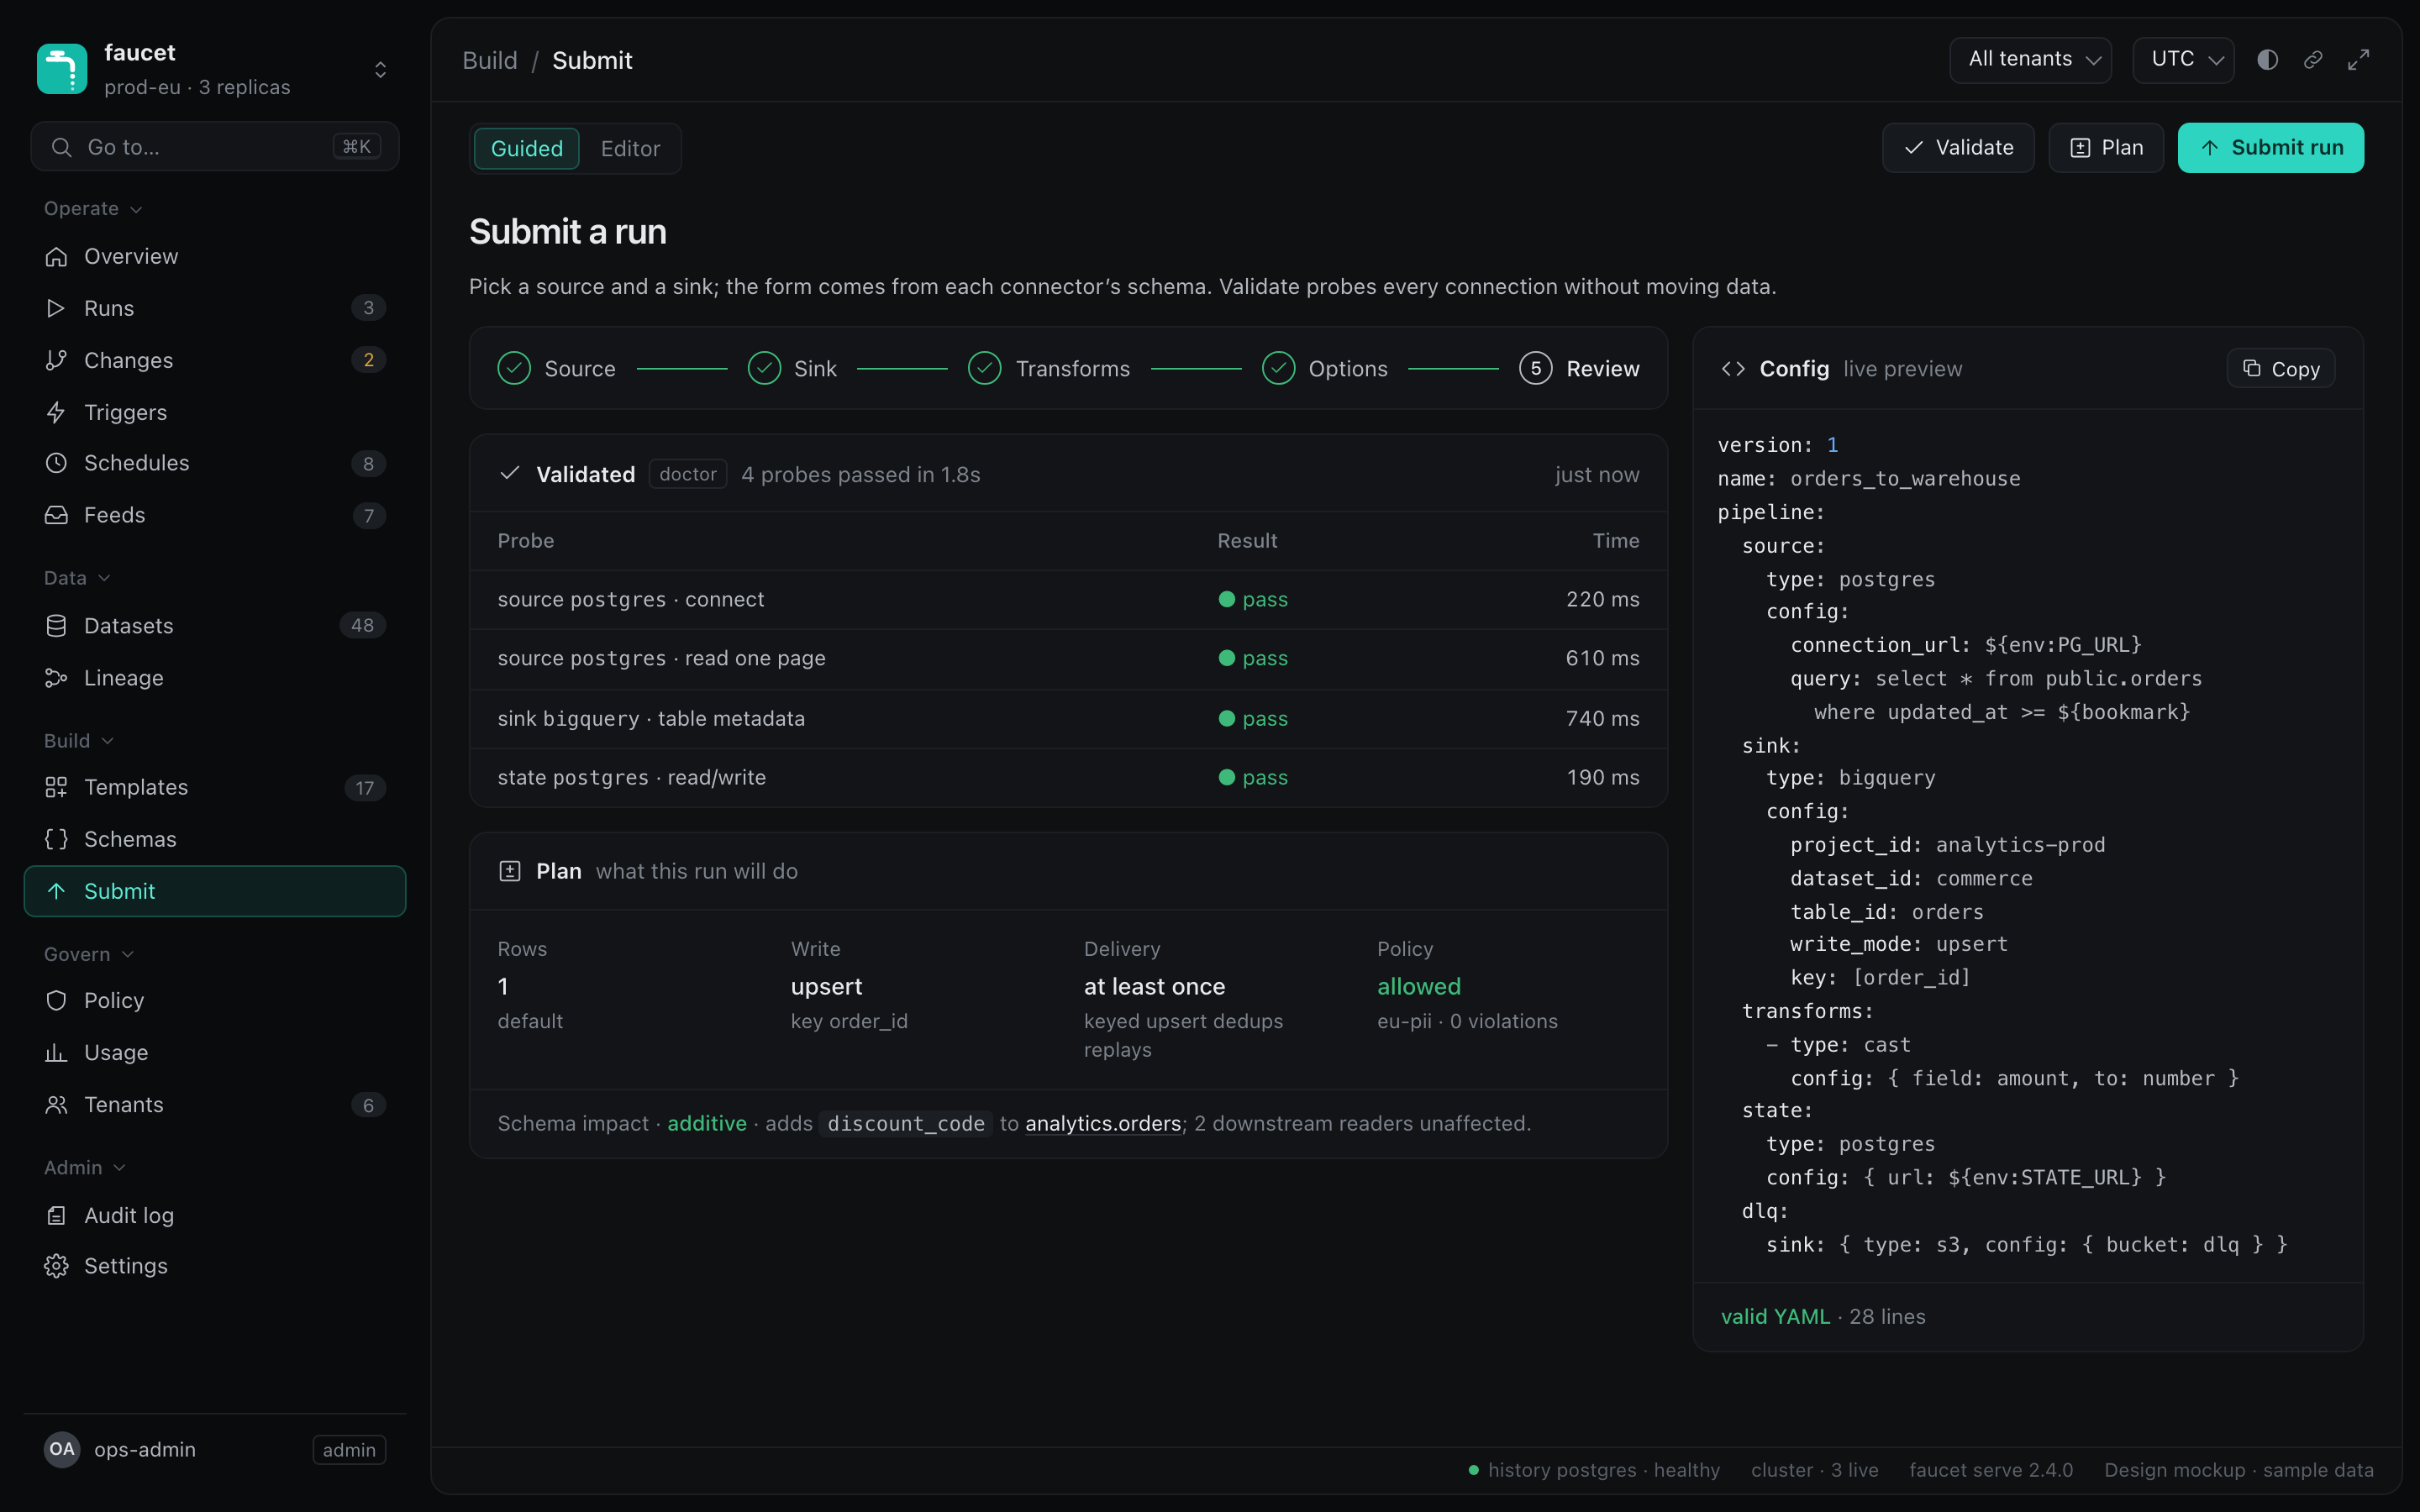 faucet
prod-eu · 3 replicas
Go to...
⌘K
Operate
Overview
Runs 3
Changes 2
Triggers
Schedules 8
Feeds 7
Data
Datasets 48
Lineage
Build
Templates 17
Schemas
Submit
Govern
Policy
Usage
Tenants 6
Admin
Audit log
Settings
OA ops-admin admin
Build / Submit
All tenants
UTC
Guided Editor
Validate Plan Submit run
Submit a run
Pick a source and a sink; the form comes from each connector’s schema. Validate probes every connection without moving data.
Source Sink Transforms Options 5 Review
Validated doctor 4 probes passed in 1.8s just now
Probe Result Time
source postgres · connect pass 220 ms
source postgres · read one page pass 610 ms
sink bigquery · table metadata pass 740 ms
state postgres · read/write pass 190 ms
Plan what this run will do
Rows Write Delivery Policy
1 upsert at least once allowed
default key order_id keyed upsert dedups eu-pii · 0 violations
replays
Schema impact · additive · adds discount_code to analytics.orders; 2 downstream readers unaffected.
Config live preview Copy
version: 1
name: orders_to_warehouse
pipeline:
  source:
    type: postgres
    config:
      connection_url: ${env:PG_URL}
      query: select * from public.orders
        where updated_at >= ${bookmark}
  sink:
    type: bigquery
    config:
      project_id: analytics-prod
      dataset_id: commerce
      table_id: orders
      write_mode: upsert
      key: [order_id]
  transforms:
    - type: cast
      config: { field: amount, to: number }
  state:
    type: postgres
    config: { url: ${env:STATE_URL} }
  dlq:
    sink: { type: s3, config: { bucket: dlq } }
valid YAML · 28 lines
history postgres · healthy cluster · 3 live faucet serve 2.4.0 Design mockup · sample data